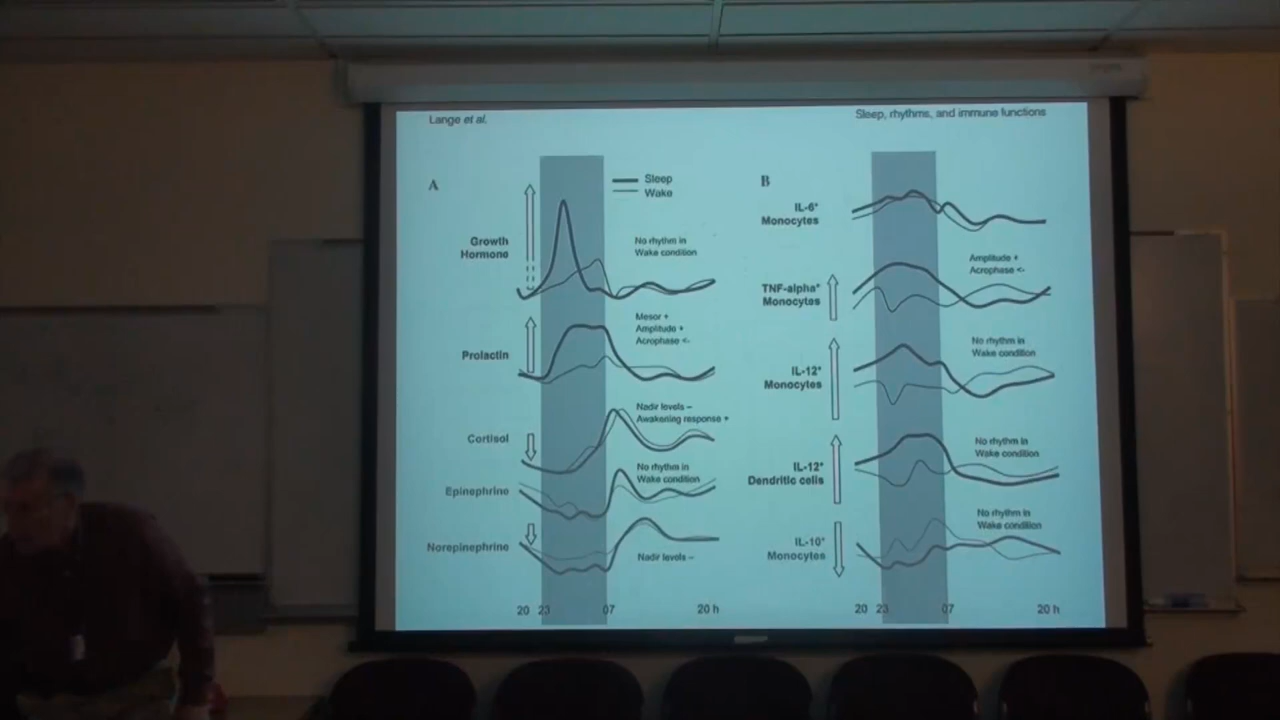 Lange et al.
Sleep, rhythms, and immune functions
A
Sleep
Wake
Growth
Hormone
No rhythm in
Wake condition
Prolactin
Mesor +
Amplitude +
Acrophase <-
Cortisol
Nadir levels –
Awakening response +
Epinephrine
No rhythm in
Wake condition
Norepinephrine
Nadir levels –
20 23 07 20 h
B
IL-6+
Monocytes
TNF-alpha+
Monocytes
Amplitude +
Acrophase <-
IL-12+
Monocytes
No rhythm in
Wake condition
IL-12+
Dendritic cells
No rhythm in
Wake condition
IL-10+
Monocytes
No rhythm in
Wake condition
20 23 07 20 h